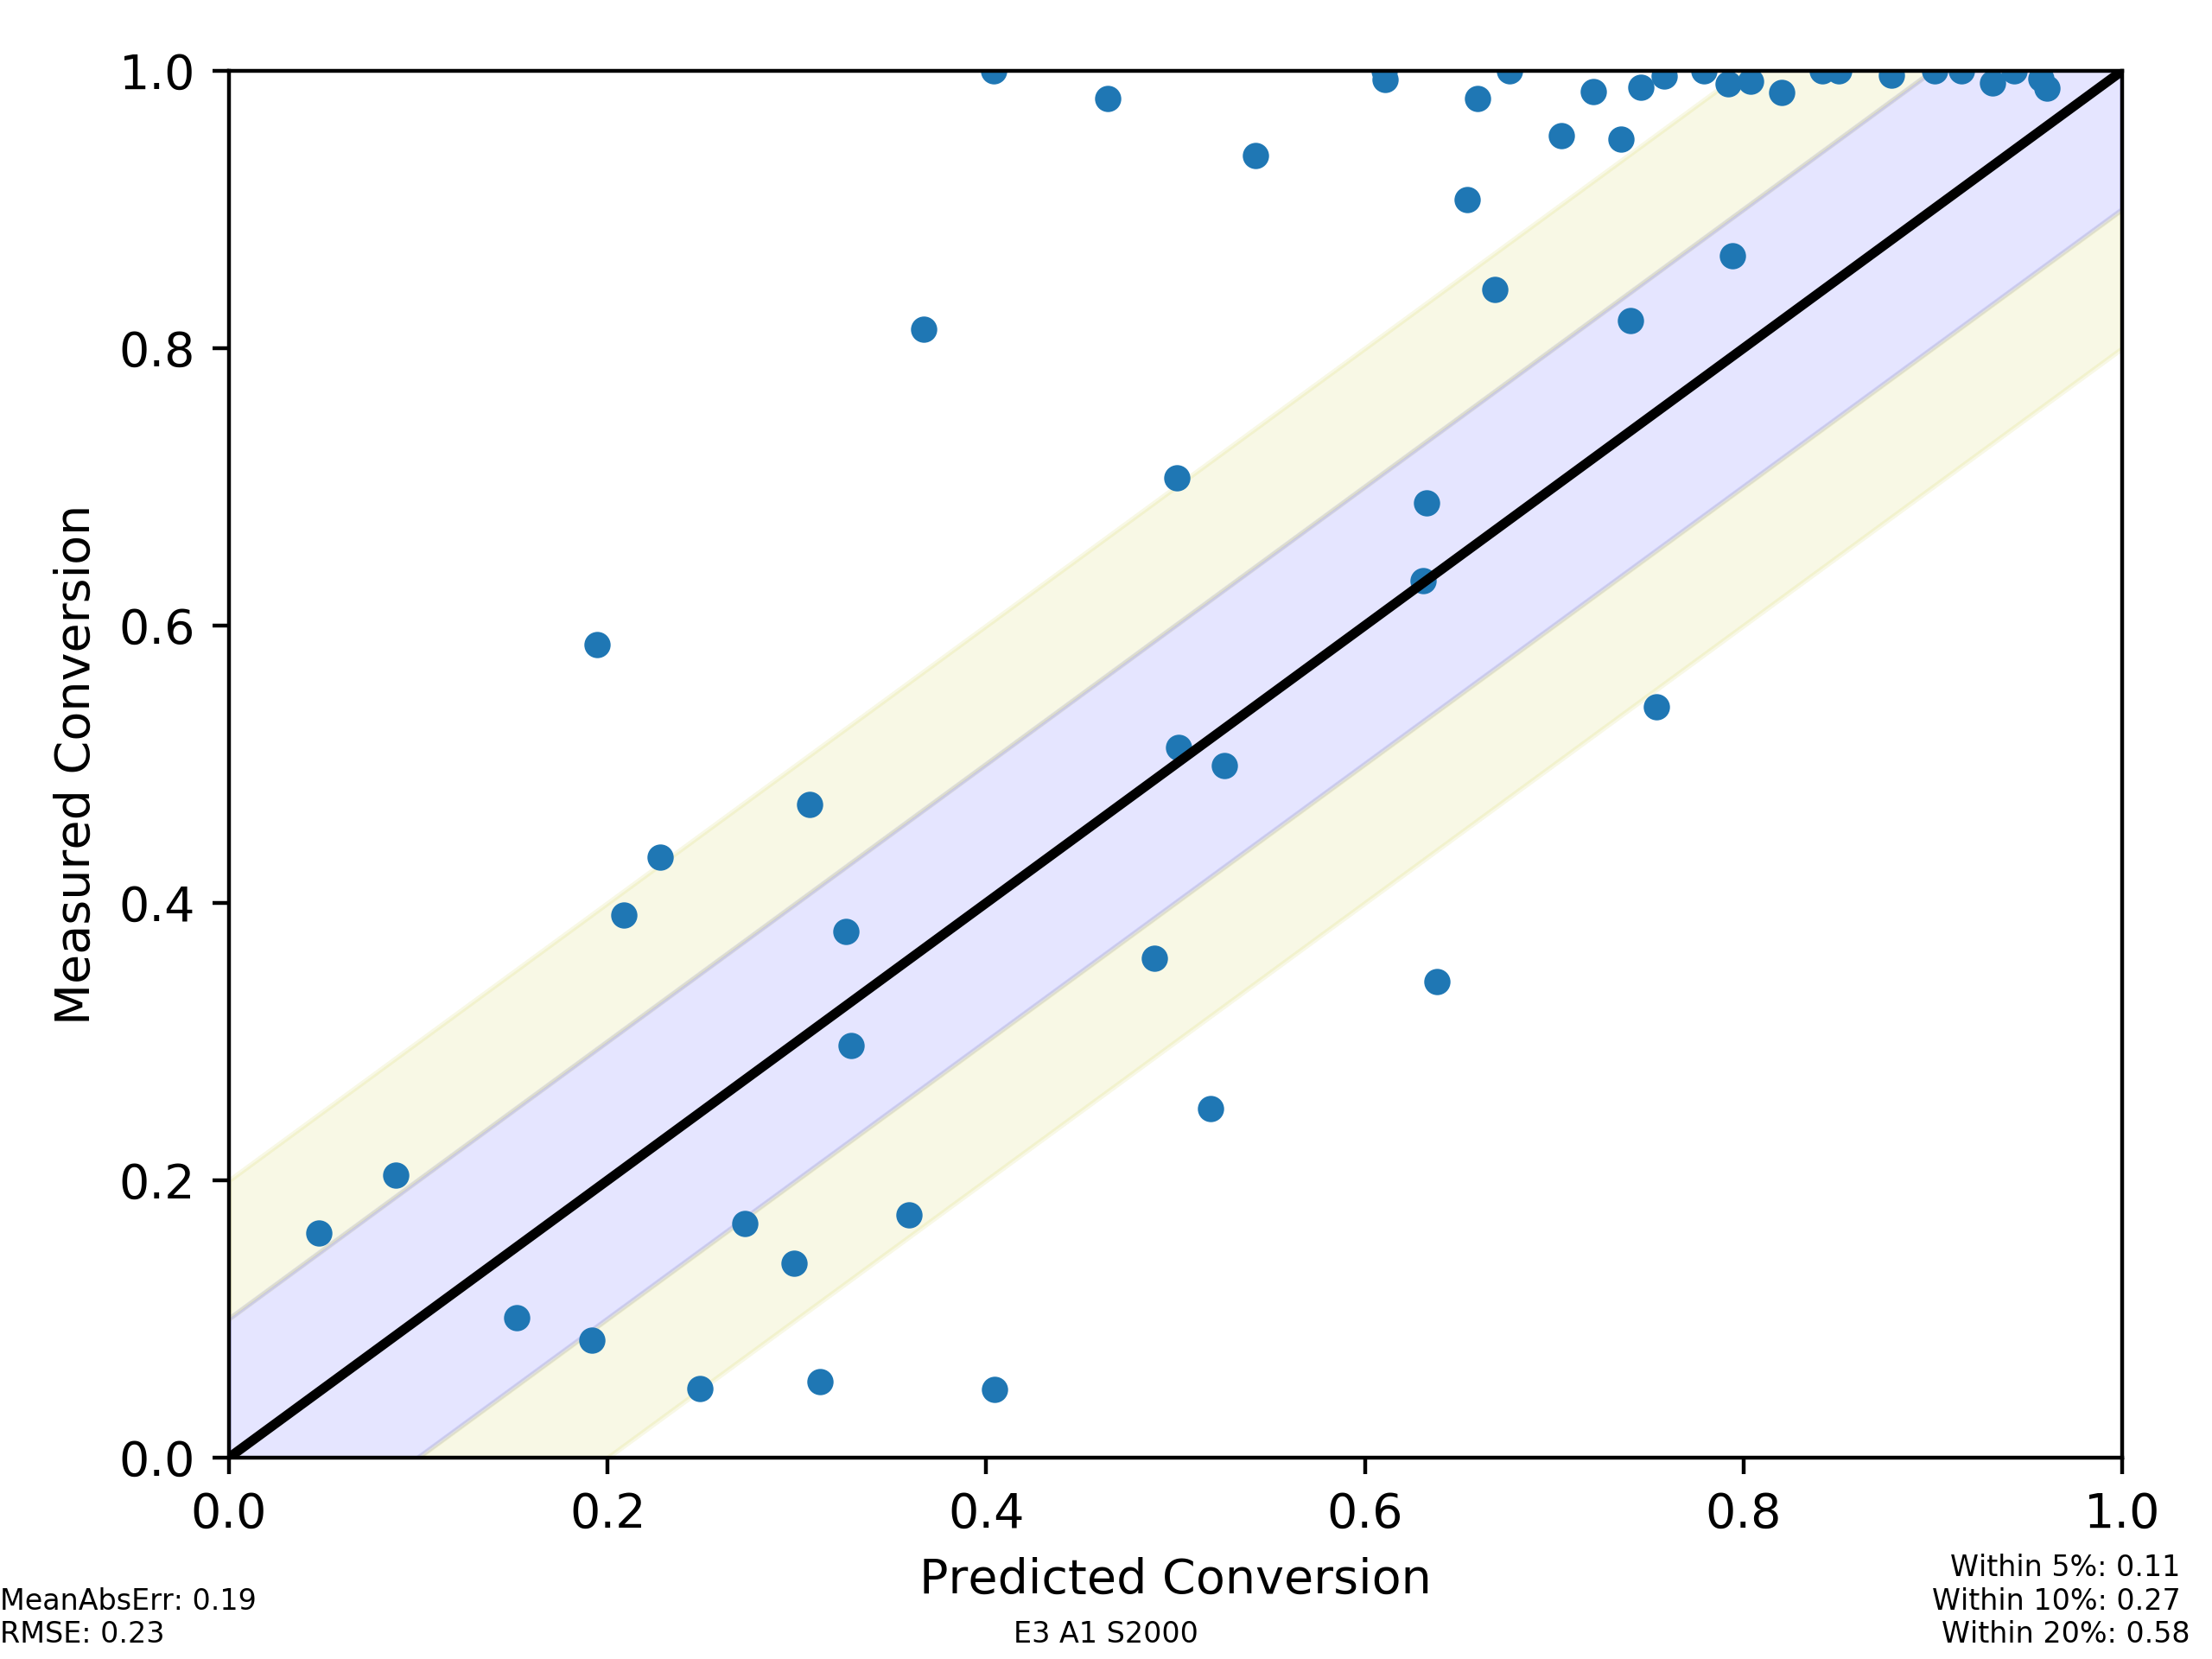 1.0
0.8
0.6
0.4
0.2
0.0
Measured Conversion
0.0 0.2 0.4 0.6 0.8 1.0
Predicted Conversion
MeanAbsErr: 0.19
RMSE: 0.23
E3 A1 S2000
Within 5%: 0.11
Within 10%: 0.27
Within 20%: 0.58